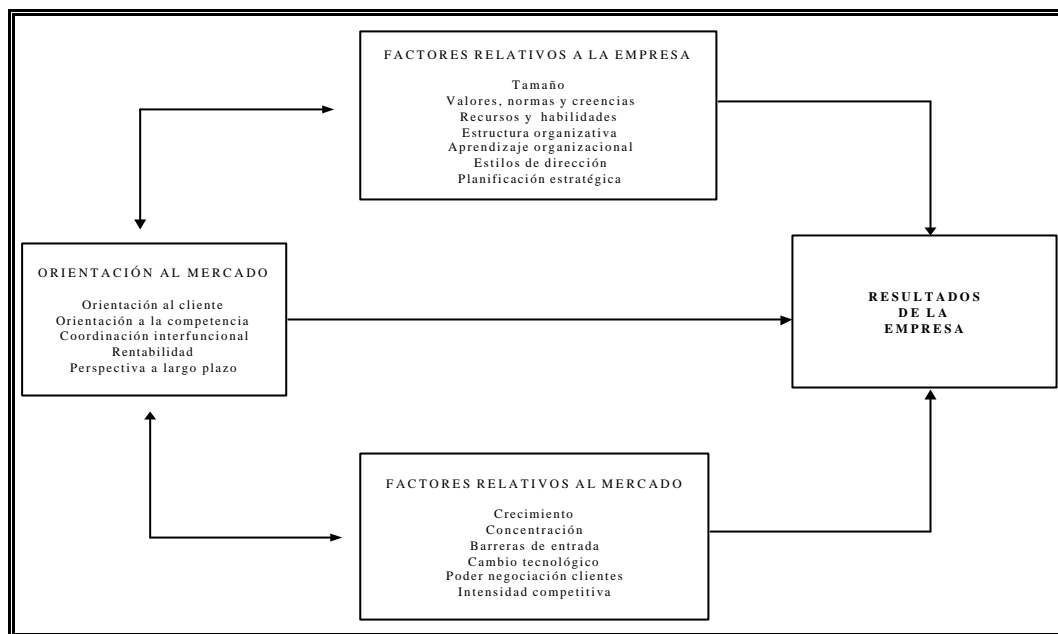 FACTORES RELATIVOS A LA EMPRESA
Tamaño
Valores, normas y creencias
Recursos y habilidades
Estructura organizativa
Aprendizaje organizacional
Estilos de dirección
Planificación estratégica
ORIENTACIÓN AL MERCADO
Orientación al cliente
Orientación a la competencia
Coordinación interfuncional
Rentabilidad
Perspectiva a largo plazo
RESULTADOS
DE LA
EMPRESA
FACTORES RELATIVOS AL MERCADO
Crecimiento
Concentración
Barreras de entrada
Cambio tecnológico
Poder negociación clientes
Intensidad competitiva